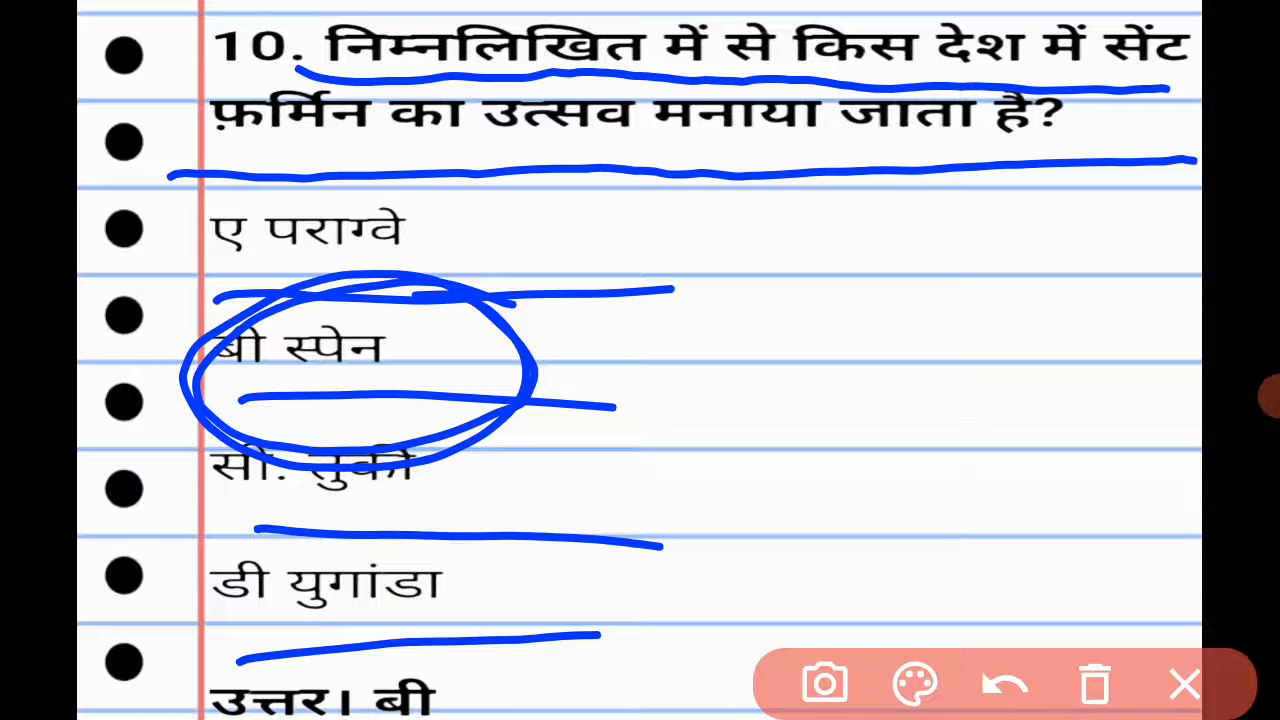 10. निम्नलिखित में से किस देश में सेंट
फ़र्मिन का उत्सव मनाया जाता है?
ए पराग्वे
बी स्पेन
सी. तुर्की
डी युगांडा
उत्तर। बी